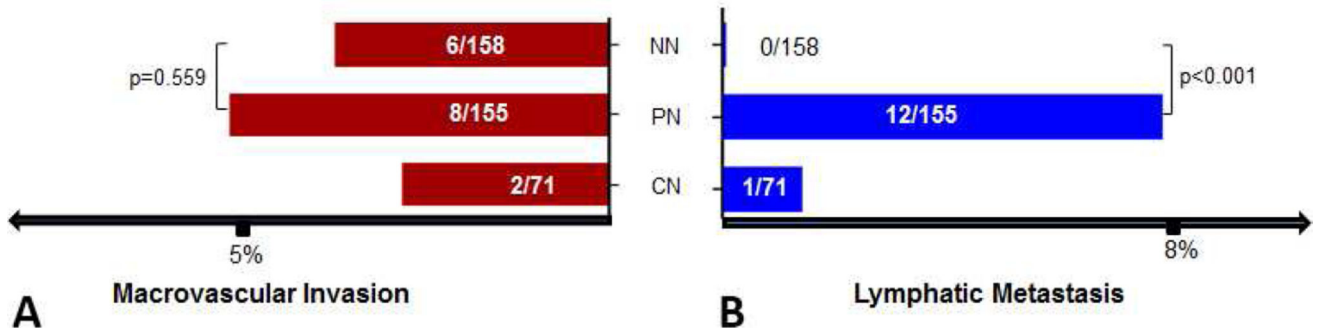 6/158 NN 0/158
p=0.559 p<0.001
8/155 PN 12/155
2/71 CN 1/71
5% 8%
A Macrovascular Invasion B Lymphatic Metastasis